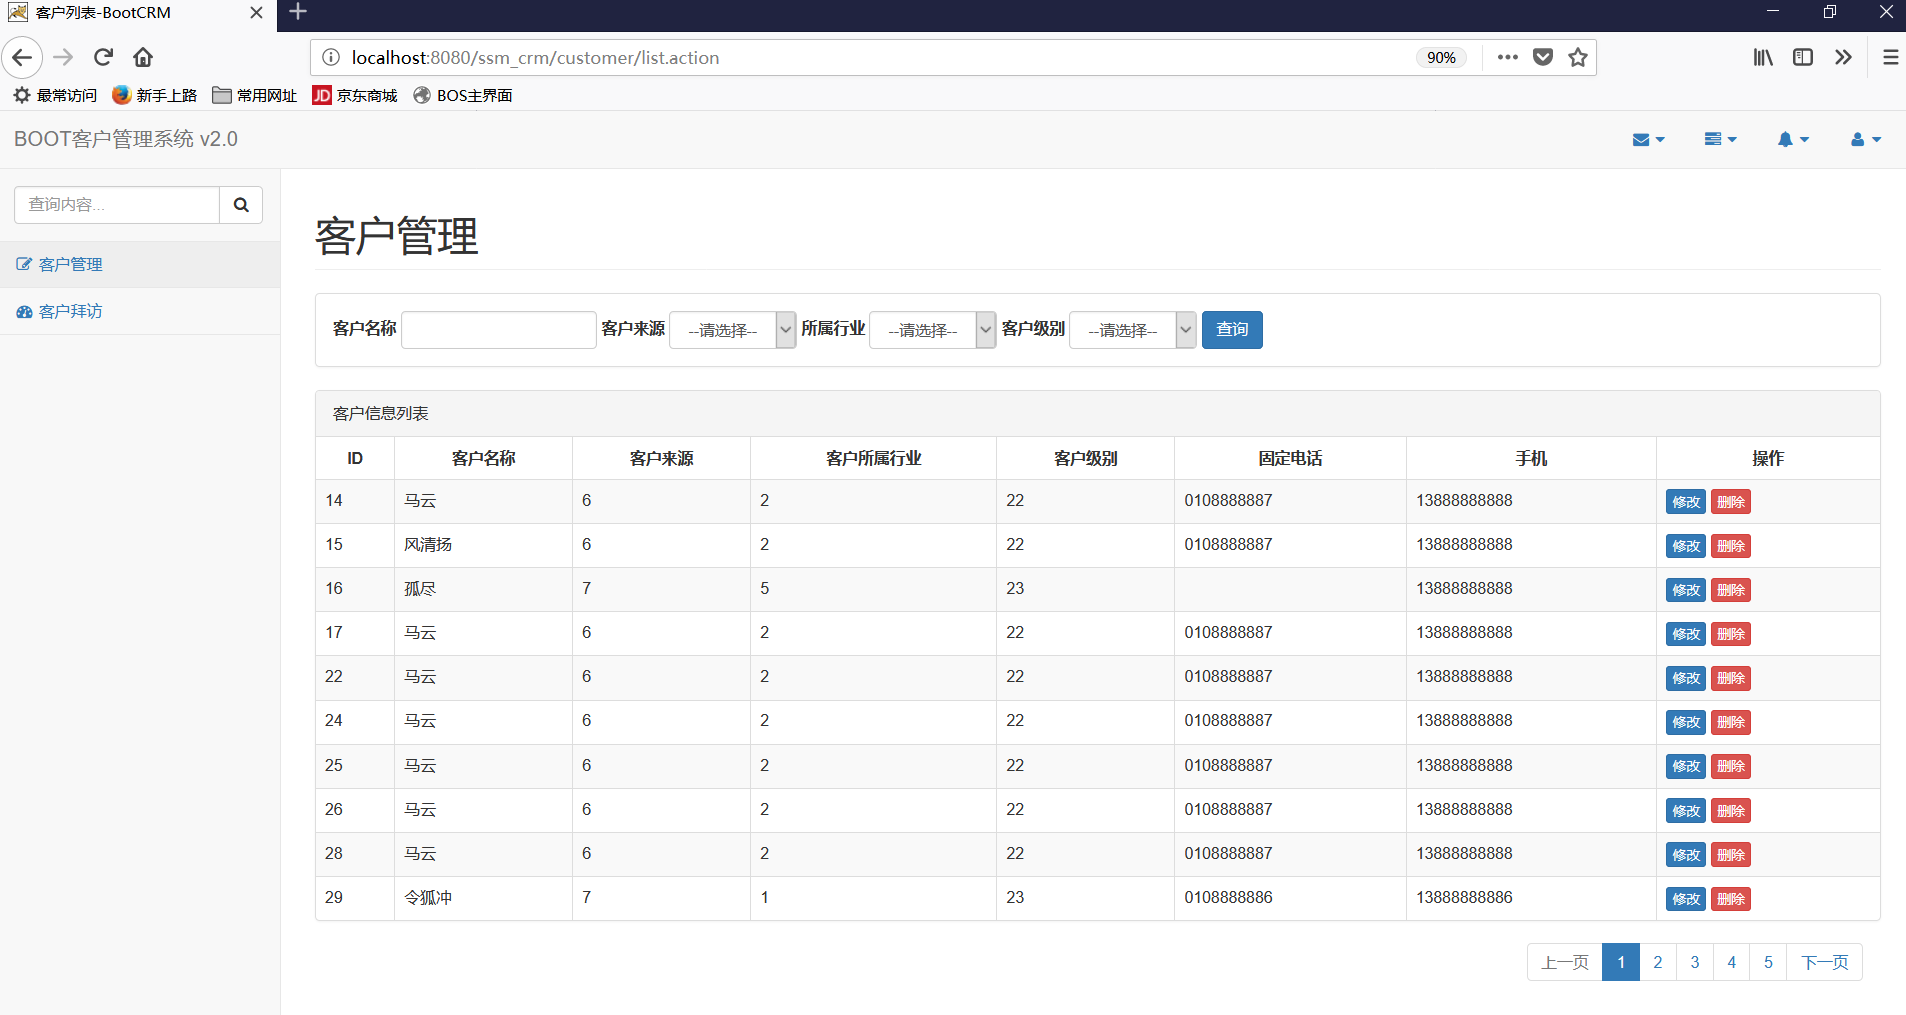 客户列表-BootCRM
localhost:8080/ssm_crm/customer/list.action 90%
最常访问 新手上路 常用网址 JD 京东商城 BOS主界面
BOOT客户管理系统 v2.0
查询内容...
客户管理
客户拜访
客户管理
客户名称 客户来源 --请选择-- 所属行业 --请选择-- 客户级别 --请选择-- 查询
客户信息列表
ID 客户名称 客户来源 客户所属行业 客户级别 固定电话 手机 操作
14 马云 6 2 22 0108888887 13888888888 修改 删除
15 风清扬 6 2 22 0108888887 13888888888 修改 删除
16 孤尽 7 5 23 13888888888 修改 删除
17 马云 6 2 22 0108888887 13888888888 修改 删除
22 马云 6 2 22 0108888887 13888888888 修改 删除
24 马云 6 2 22 0108888887 13888888888 修改 删除
25 马云 6 2 22 0108888887 13888888888 修改 删除
26 马云 6 2 22 0108888887 13888888888 修改 删除
28 马云 6 2 22 0108888887 13888888888 修改 删除
29 令狐冲 7 1 23 0108888886 13888888886 修改 删除
上一页 1 2 3 4 5 下一页